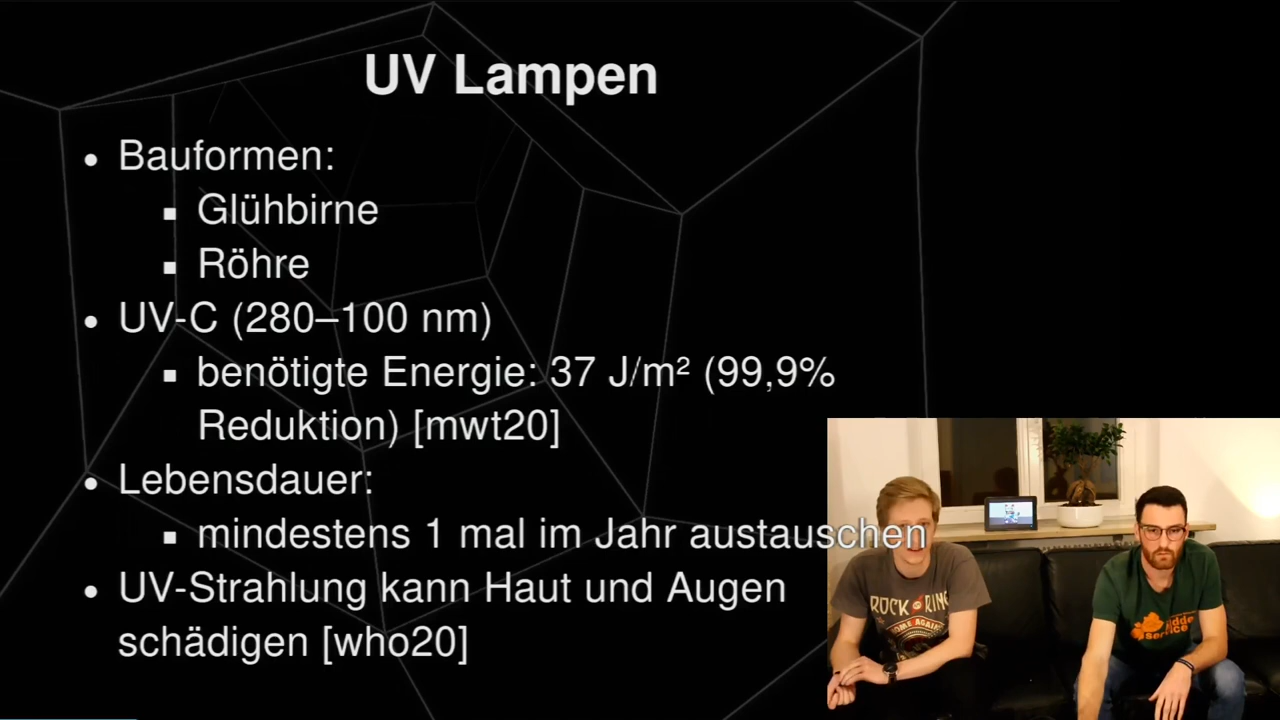 UV Lampen
• Bauformen:
▪ Glühbirne
▪ Röhre
• UV-C (280–100 nm)
▪ benötigte Energie: 37 J/m² (99,9%
Reduktion) [mwt20]
• Lebensdauer:
▪ mindestens 1 mal im Jahr austauschen
• UV-Strahlung kann Haut und Augen
schädigen [who20]
ROCK
RING